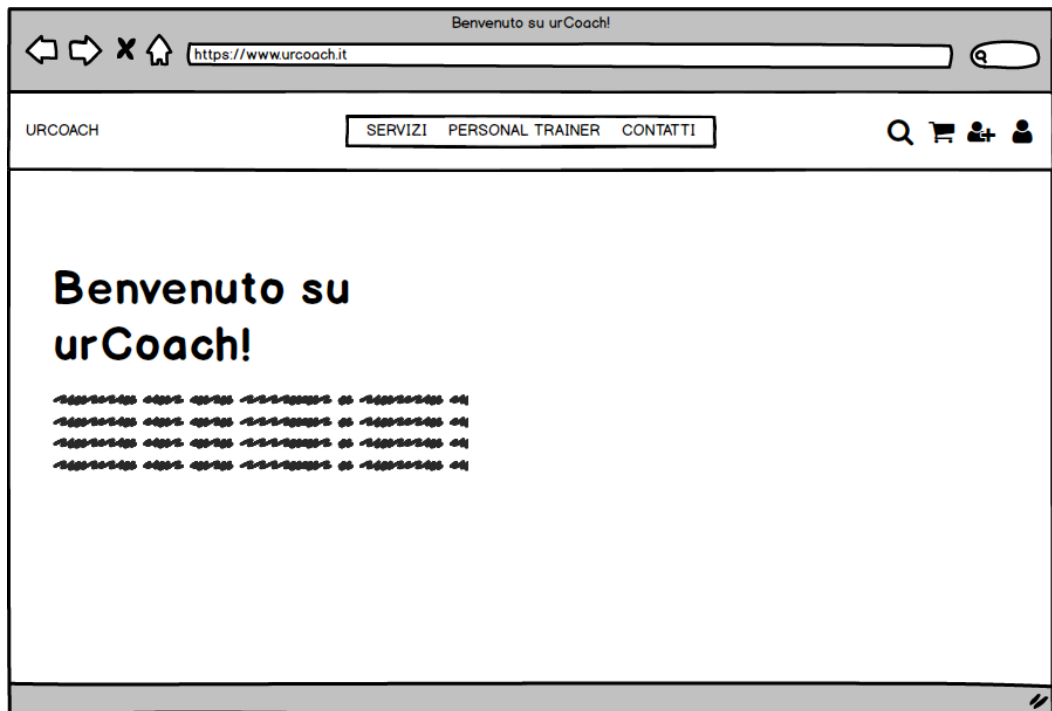 Benvenuto su urCoach!
https://www.urcoach.it
URCOACH SERVIZI PERSONAL TRAINER CONTATTI
Benvenuto su
urCoach!